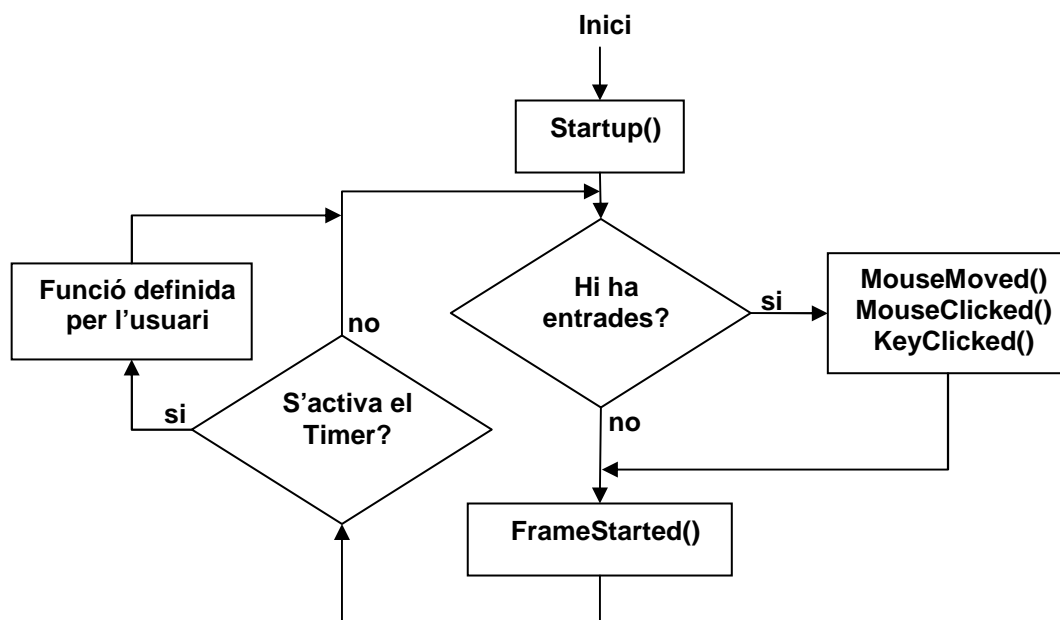 Inici
Startup()
Hi ha
entrades?
si
MouseMoved()
MouseClicked()
KeyClicked()
no
FrameStarted()
S’activa el
Timer?
si
no
Funció definida
per l’usuari